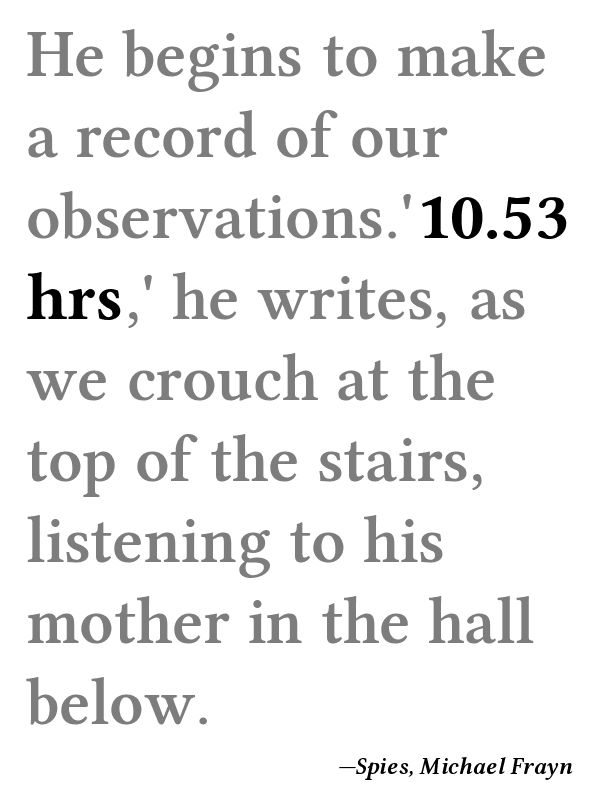 He begins to make
a record of our
observations.'10.53
hrs,' he writes, as
we crouch at the
top of the stairs,
listening to his
mother in the hall
below.
—Spies, Michael Frayn